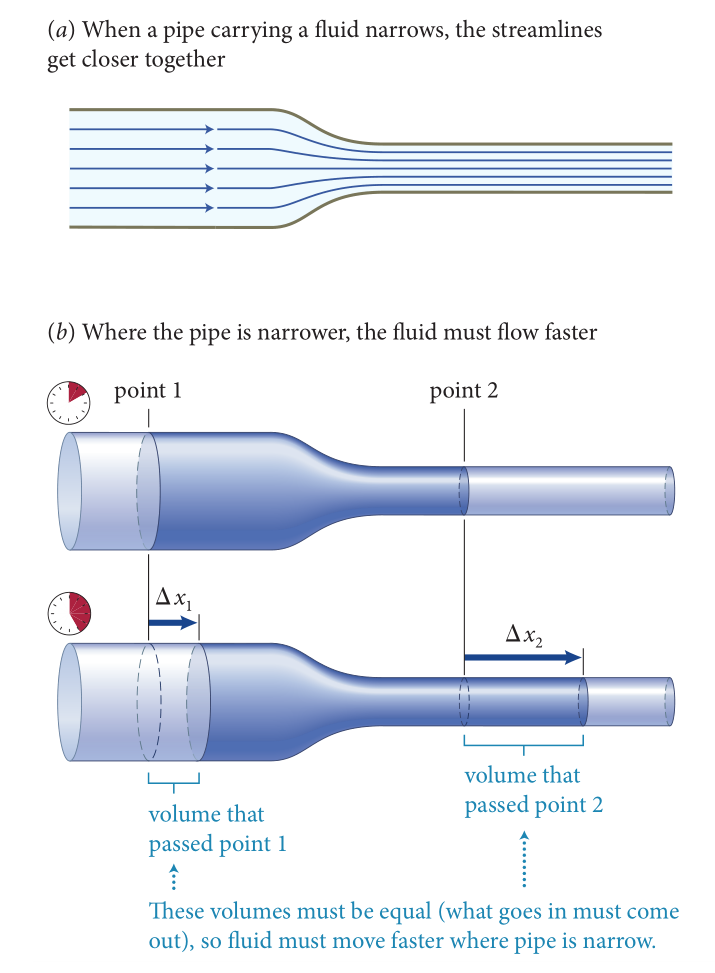 (a) When a pipe carrying a fluid narrows, the streamlines
get closer together
(b) Where the pipe is narrower, the fluid must flow faster
point 1
point 2
Δx₁
Δx₂
volume that
passed point 1
volume that
passed point 2
These volumes must be equal (what goes in must come
out), so fluid must move faster where pipe is narrow.